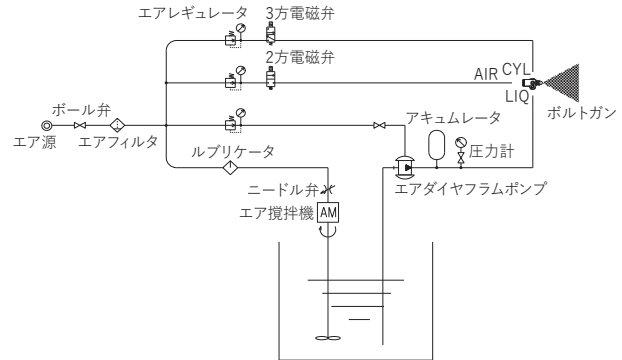 エアレギュレータ
3方電磁弁
2方電磁弁
AIR
CYL
LIQ
ボルトガン
ボール弁
エア源
エアフィルタ
アキュムレータ
圧力計
エアダイヤフラムポンプ
ルブリケータ
ニードル弁
エア撹拌機
AM